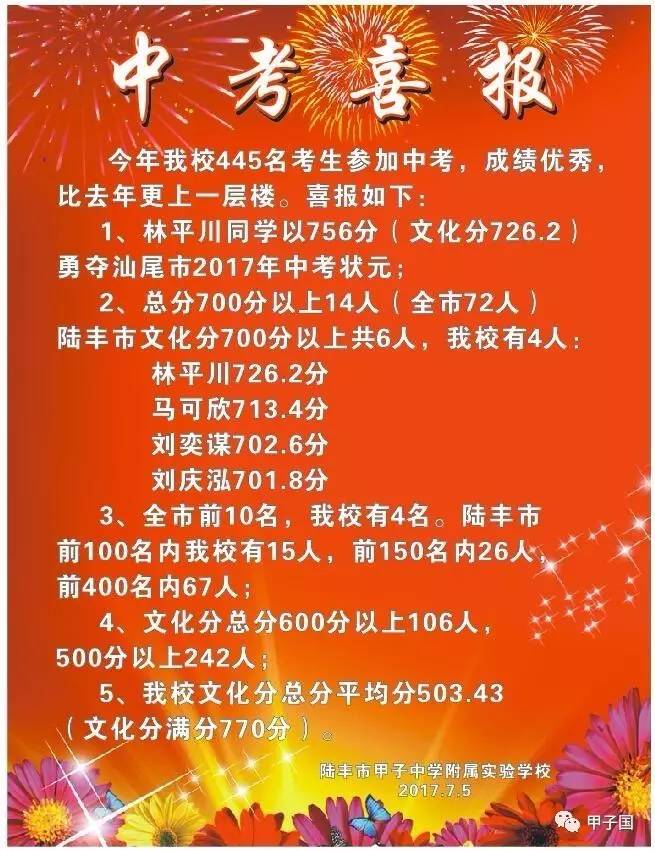 中考喜报
今年我校445名考生参加中考，成绩优秀，
比去年更上一层楼。喜报如下：
1、林平川同学以756分（文化分726.2）
勇夺汕尾市2017年中考状元；
2、总分700分以上14人（全市72人）
陆丰市文化分700分以上共6人，我校有4人：
林平川726.2分
马可欣713.4分
刘奕谋702.6分
刘庆泓701.8分
3、全市前10名，我校有4名。陆丰市
前100名内我校有15人，前150名内26人，
前400名内67人；
4、文化分总分600分以上106人，
500分以上242人；
5、我校文化分总分平均分503.43
（文化分满分770分）。
陆丰市甲子中学附属实验学校
2017.7.5
甲子国